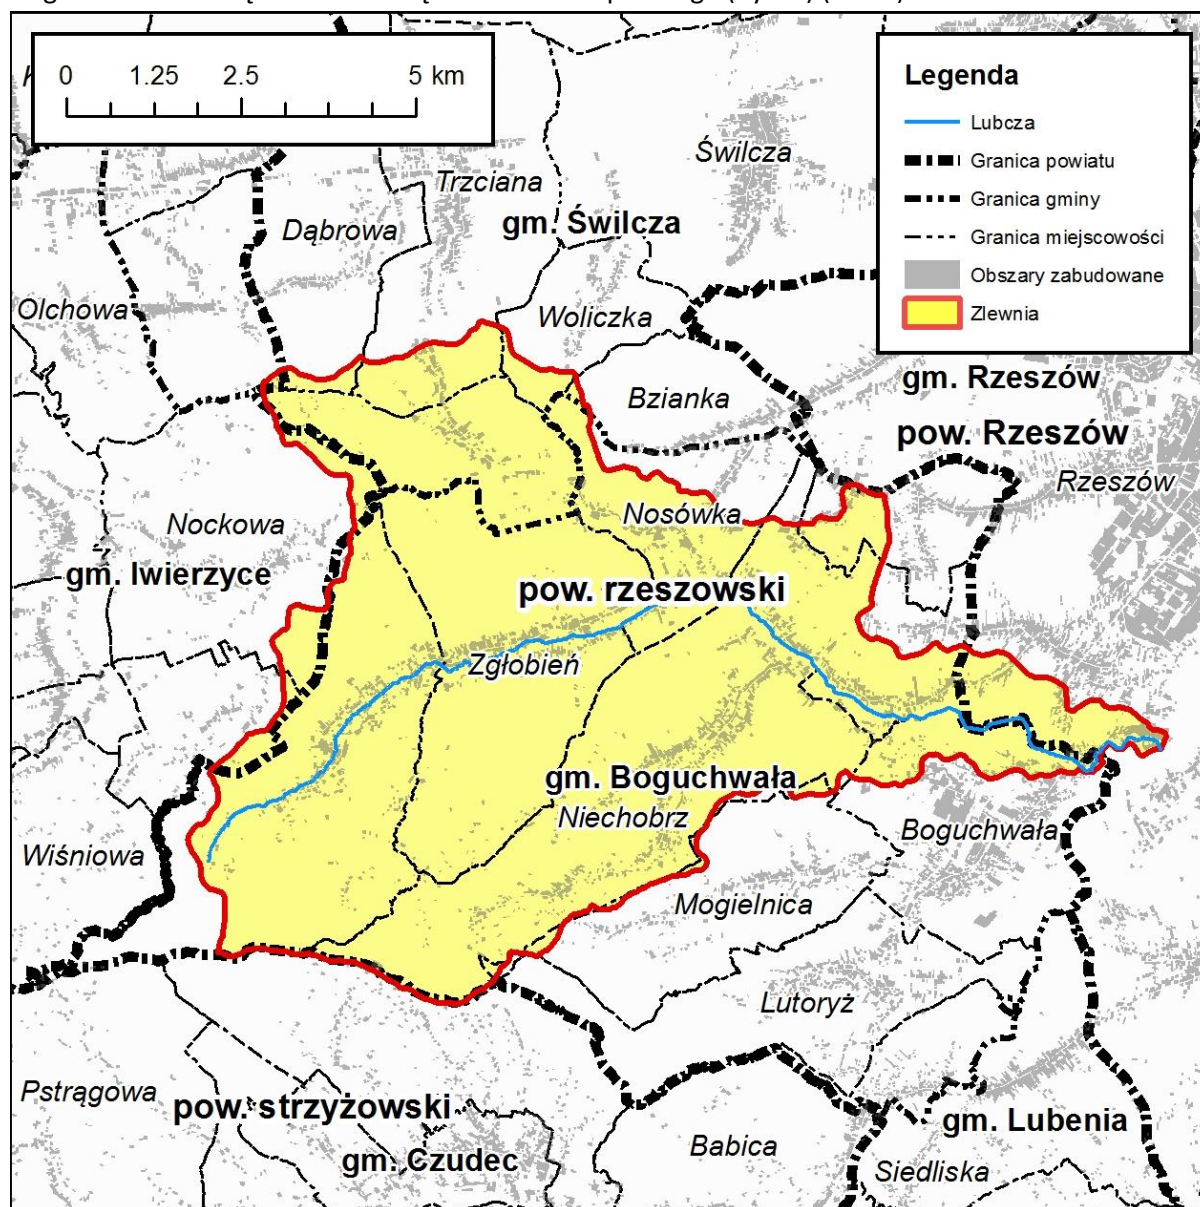 0 1.25 2.5 5 km
Legenda
Lubcza
Granica powiatu
Granica gminy
Granica miejscowości
Obszary zabudowane
Zlewnia
Świlcza
Trzciana
gm. Świlcza
Dąbrowa
Olchowa
Woliczka
gm. Rzeszów
Bzianka
pow. Rzeszów
Rzeszów
Nosówka
Nockowa
gm. Iwierzyce
pow. rzeszowski
Zgłobień
gm. Boguchwała
Niechobrz
Boguchwała
Wiśniowa
Mogielnica
Lutoryż
Pstrągowa
pow. strzyżowski
gm. Lubenia
Babica
gm. Czudec
Siedliska